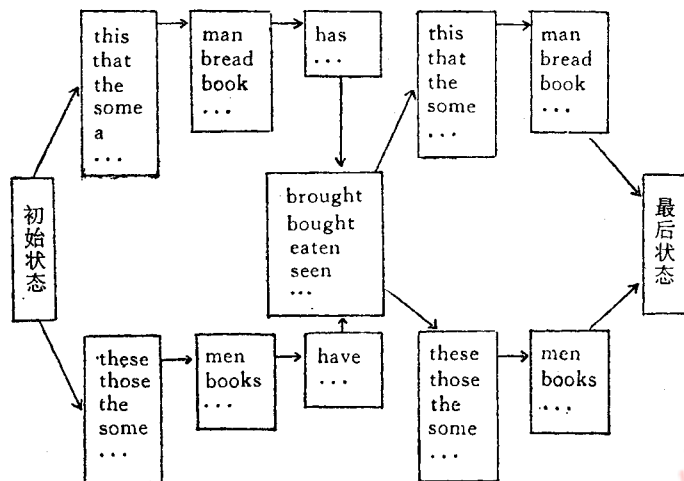 this
that
the
some
a
...
man
bread
book
...
has
...
this
that
the
some
...
man
bread
book
...
初始状态
brought
bought
eaten
seen
...
最后状态
these
those
the
some
...
men
books
...
have
...
these
those
the
some
...
men
books
...